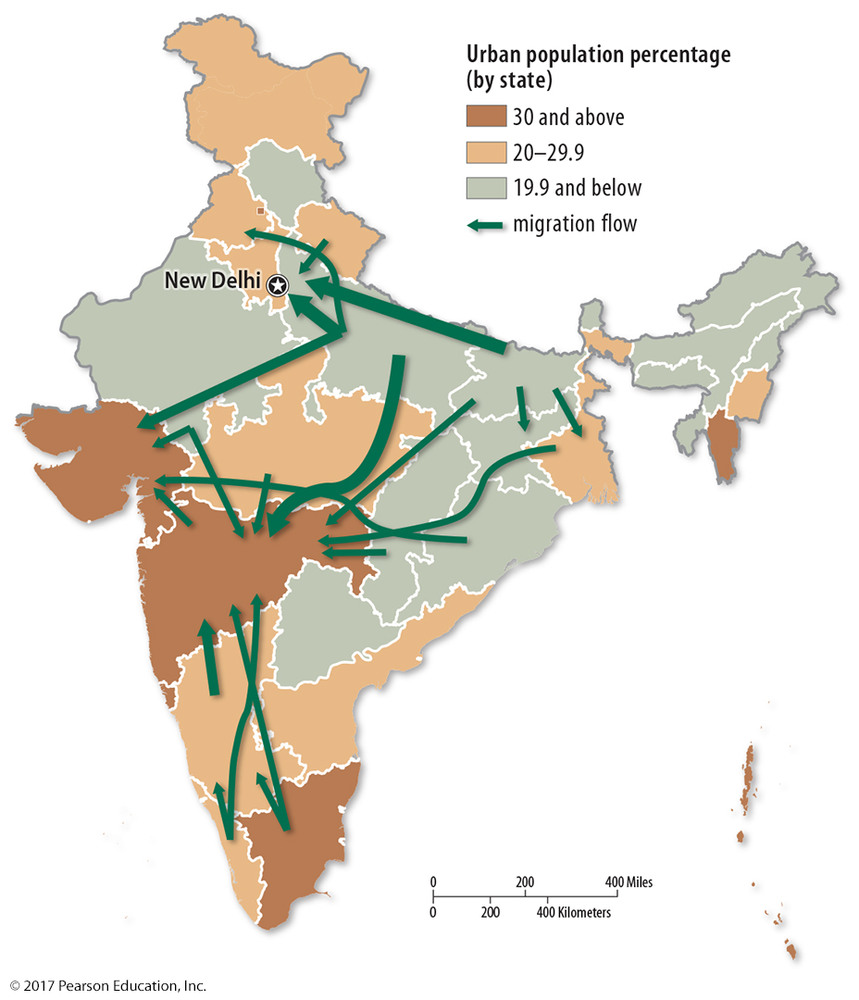 Urban population percentage
(by state)
30 and above
20–29.9
19.9 and below
migration flow
New Delhi
0 200 400 Miles
0 200 400 Kilometers
© 2017 Pearson Education, Inc.